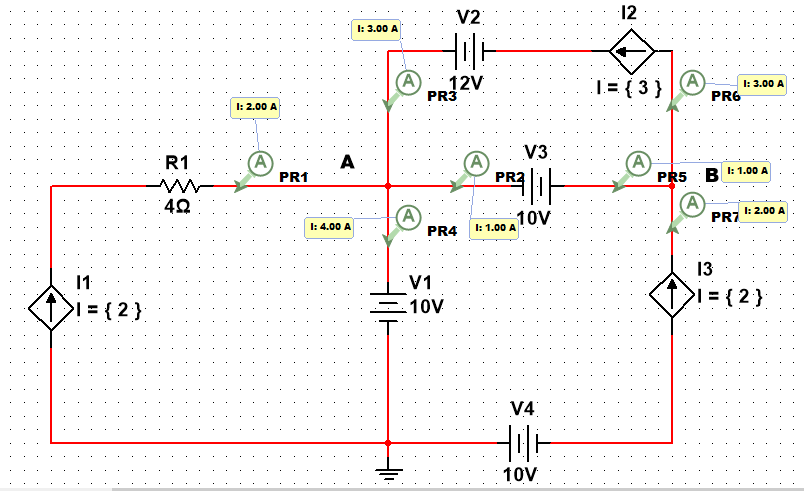 V2
I2
I: 3.00 A
A
PR3
12V
I = { 3 }
A
PR6
I: 3.00 A
I: 2.00 A
R1
4Ω
A
PR1
A
A
PR2
V3
10V
A
PR5
B
I: 1.00 A
I: 4.00 A
A
PR4
I: 1.00 A
A
PR7
I: 2.00 A
I1
I = { 2 }
V1
10V
I3
I = { 2 }
V4
10V